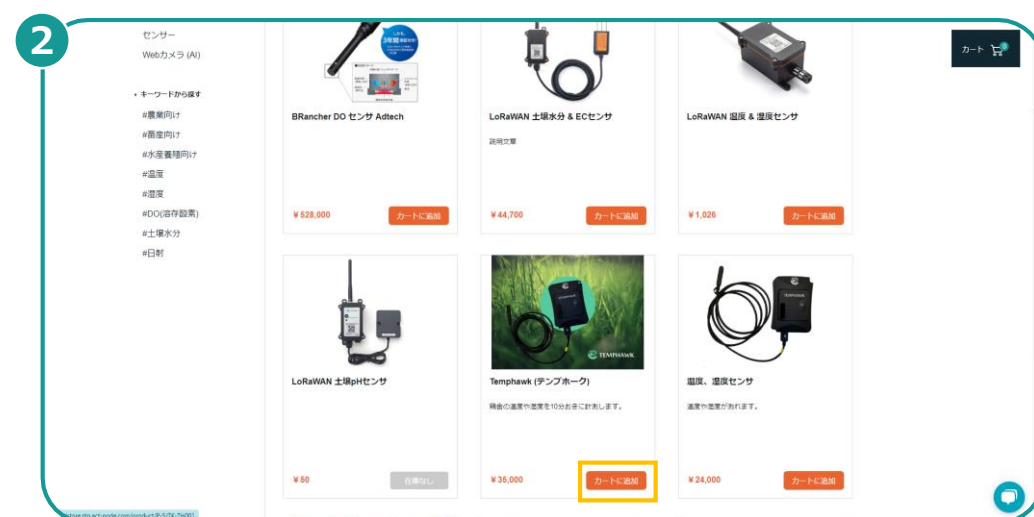 2
センサー
Webカメラ (AI)
キーワードから探す
#農業向け
#畜産向け
#水産養殖向け
#温度
#湿度
#DO(溶存酸素)
#土壌水分
#日射
カート 0
3年間
BRancher DO センサ Adtech
¥ 528,000
カートに追加
LoRaWAN 土壌水分 & ECセンサ
説明文章
¥ 44,700
カートに追加
LoRaWAN 温度 & 湿度センサ
¥ 1,026
カートに追加
LoRaWAN 土壌pHセンサ
¥ 50
在庫なし
TEMPHAWK
Temphawk (テンプホーク)
鶏舎の温度や湿度を10分おきに計測します。
¥ 35,000
カートに追加
TEMPHAWK
温度、湿度センサ
温度や湿度が測れます。
¥ 24,000
カートに追加